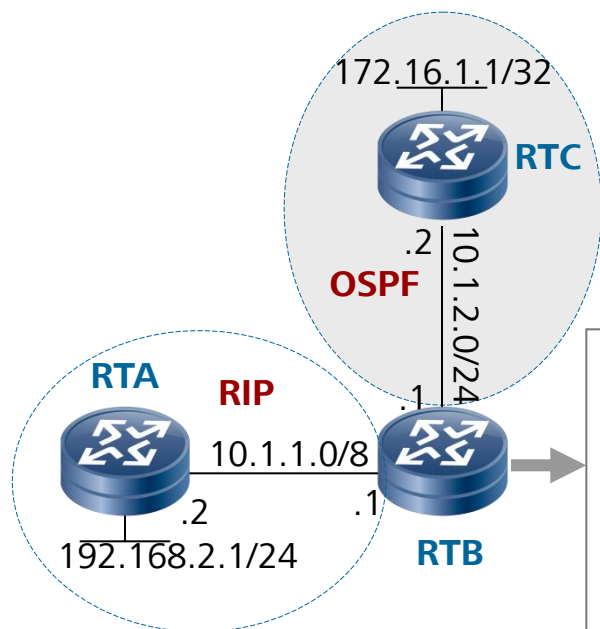 172.16.1.1/32
RTC
.2
10.1.2.0/24
OSPF
.1
RTA
RIP
10.1.1.0/8
.2
.1
192.168.2.1/24
RTB